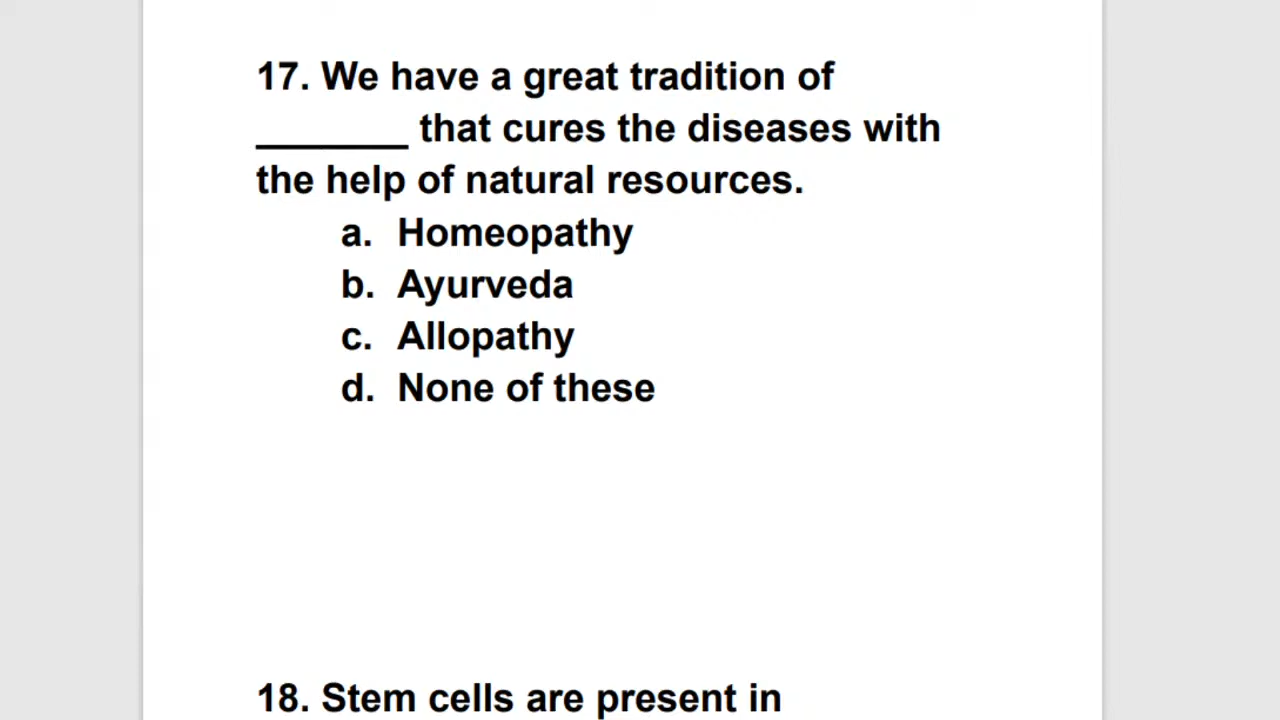 17. We have a great tradition of
_______ that cures the diseases with
the help of natural resources.
a. Homeopathy
b. Ayurveda
c. Allopathy
d. None of these
18. Stem cells are present in